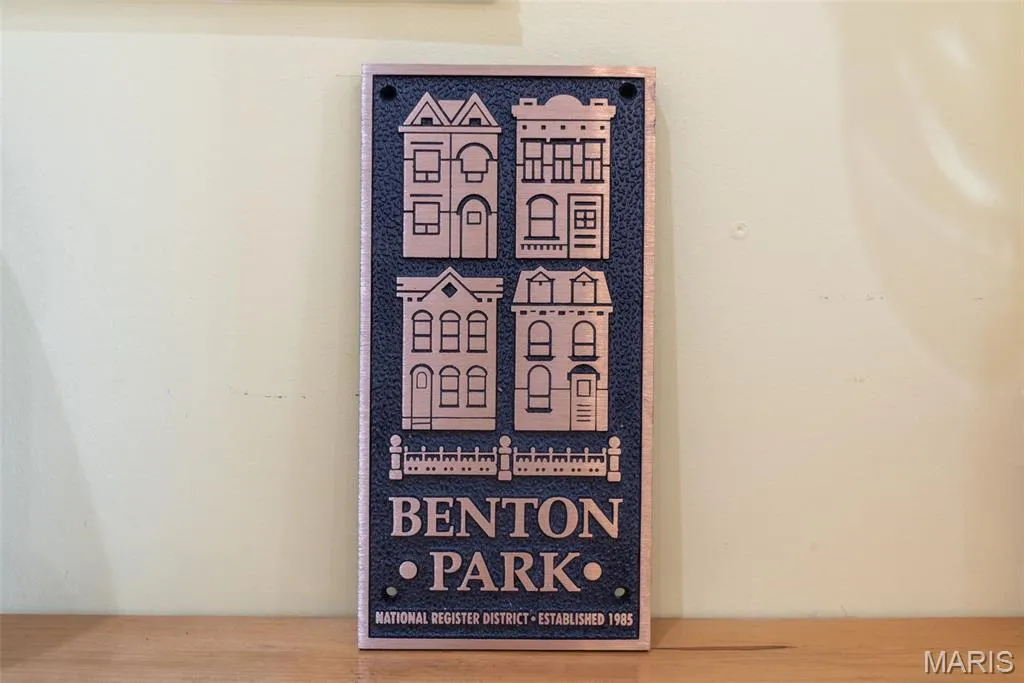 BENTON
• PARK •
NATIONAL REGISTER DISTRICT • ESTABLISHED 1985
MARIS